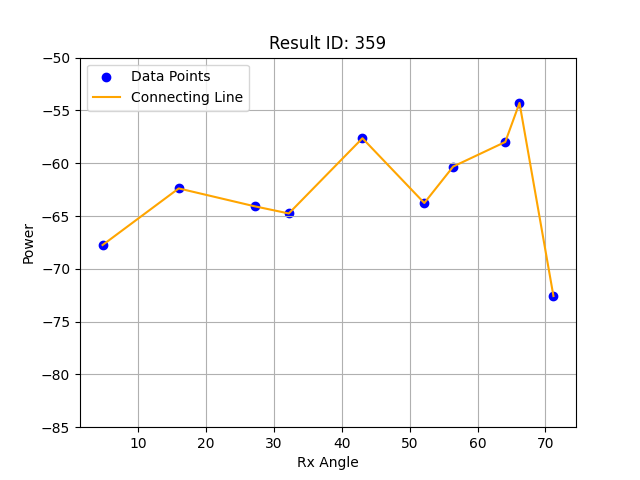 Result ID: 359
Data Points
Connecting Line
Power
−50
−55
−60
−65
−70
−75
−80
−85
10 20 30 40 50 60 70
Rx Angle